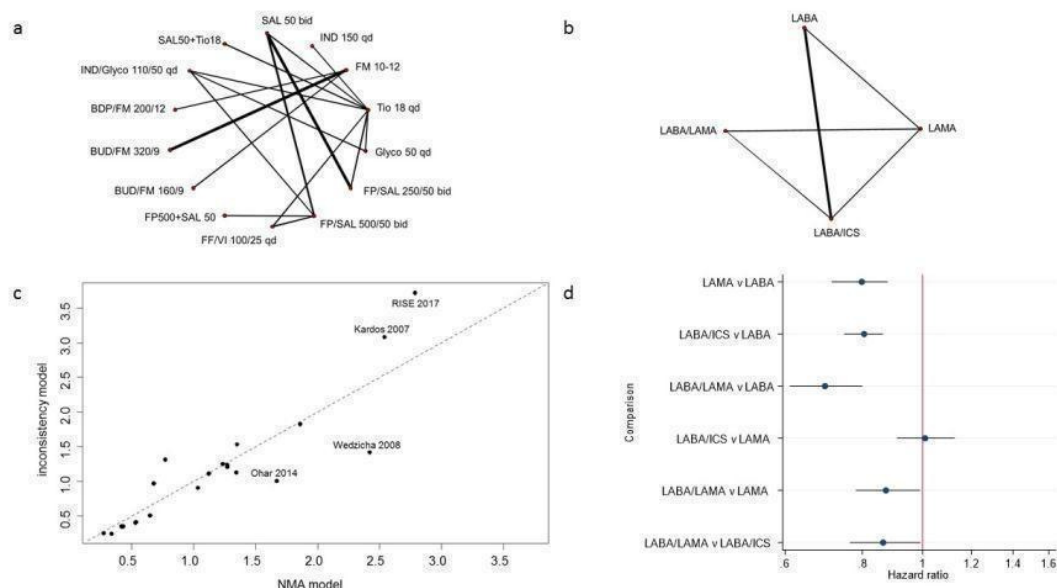 a
SAL 50 bid
IND 150 qd
SAL50+Tio18
FM 10-12
IND/Glyco 110/50 qd
Tio 18 qd
BDP/FM 200/12
Glyco 50 qd
BUD/FM 320/9
BUD/FM 160/9
FP/SAL 250/50 bid
FP500+SAL 50
FP/SAL 500/50 bid
FF/VI 100/25 qd
b
LABA
LABA/LAMA
LAMA
LABA/ICS
c
inconsistency model
3.5
3.0
2.5
2.0
1.5
1.0
0.5
RISE 2017
Kardos 2007
Wedzicha 2008
Ohar 2014
0.5 1.0 1.5 2.0 2.5 3.0 3.5
NMA model
d
Comparison
LAMA v LABA
LABA/ICS v LABA
LABA/LAMA v LABA
LABA/ICS v LAMA
LABA/LAMA v LAMA
LABA/LAMA v LABA/ICS
.6 .8 1 1.2 1.4 1.6
Hazard ratio